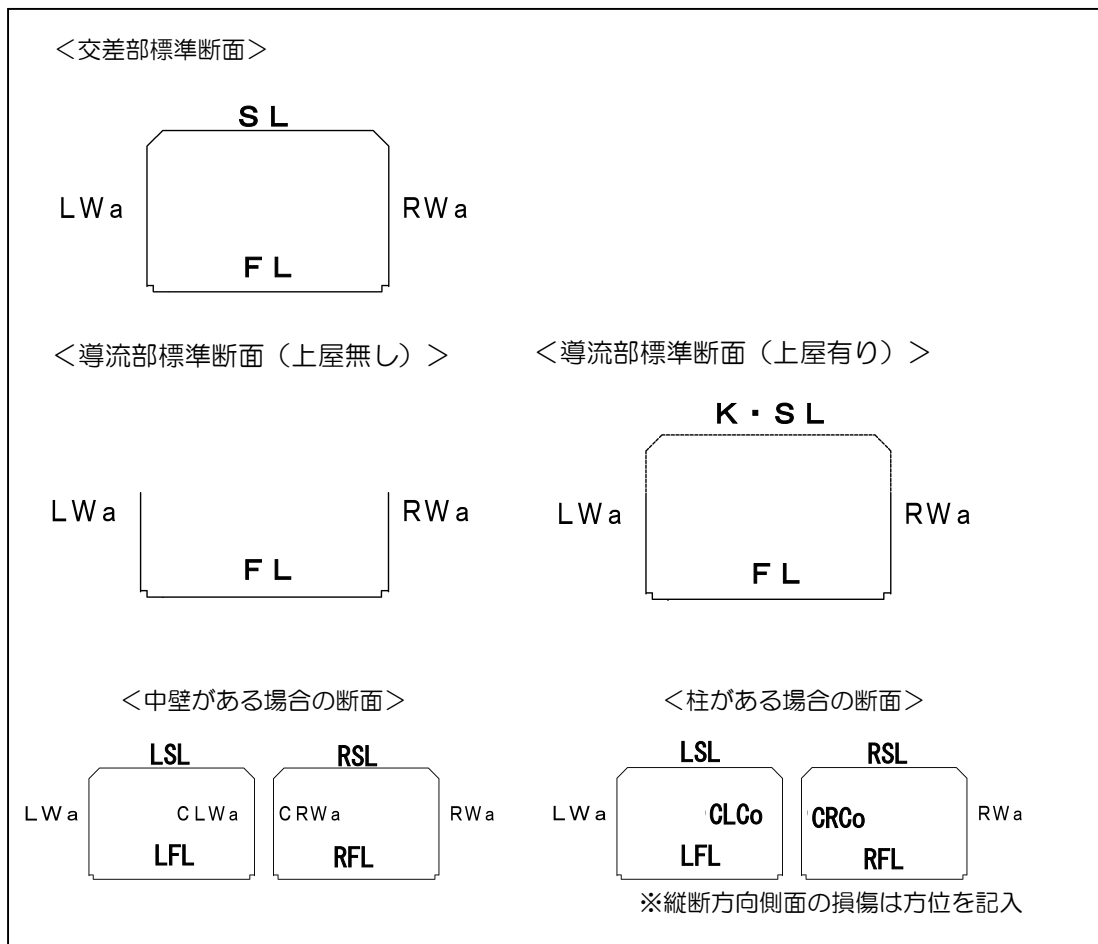 ＜交差部標準断面＞
ＳＬ
ＬＷａ
ＲＷａ
ＦＬ
＜導流部標準断面（上屋無し）＞
＜導流部標準断面（上屋有り）＞
Ｋ・ＳＬ
ＬＷａ
ＲＷａ
ＬＷａ
ＲＷａ
ＦＬ
ＦＬ
＜中壁がある場合の断面＞
＜柱がある場合の断面＞
LSL
RSL
LSL
RSL
ＬＷａ
ＣＬＷａ
ＣＲＷａ
ＲＷａ
ＬＷａ
CLCo
CRCo
ＲＷａ
LFL
RFL
LFL
RFL
※縦断方向側面の損傷は方位を記入